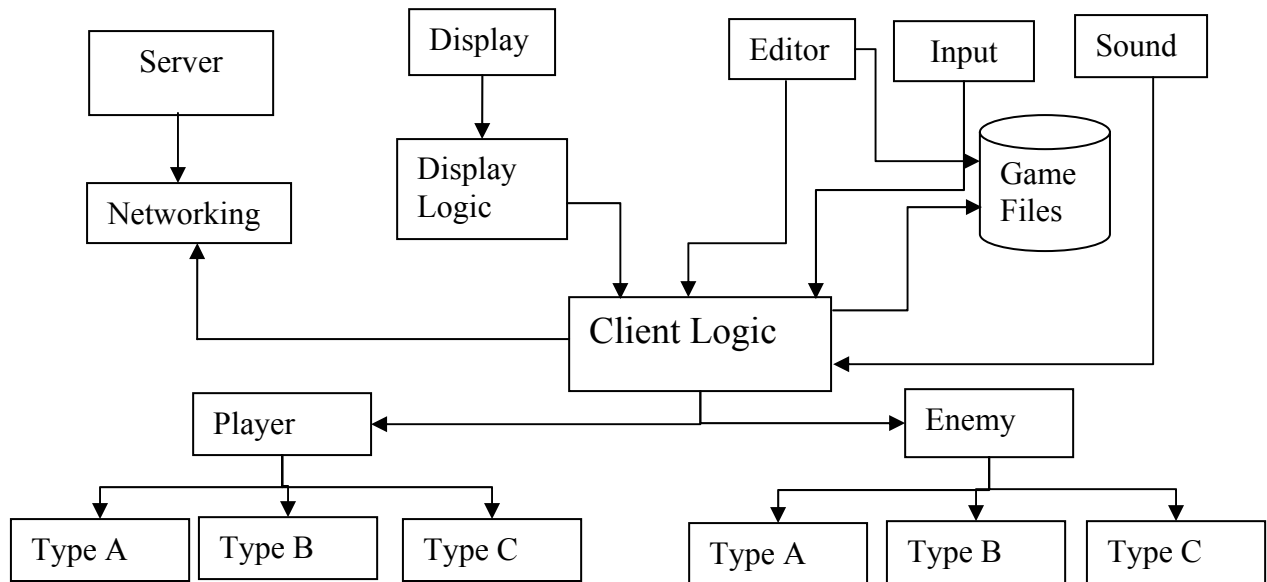 Server
Display
Editor
Input
Sound
Display
Logic
Game
Files
Networking
Client Logic
Player
Enemy
Type A
Type B
Type C
Type A
Type B
Type C